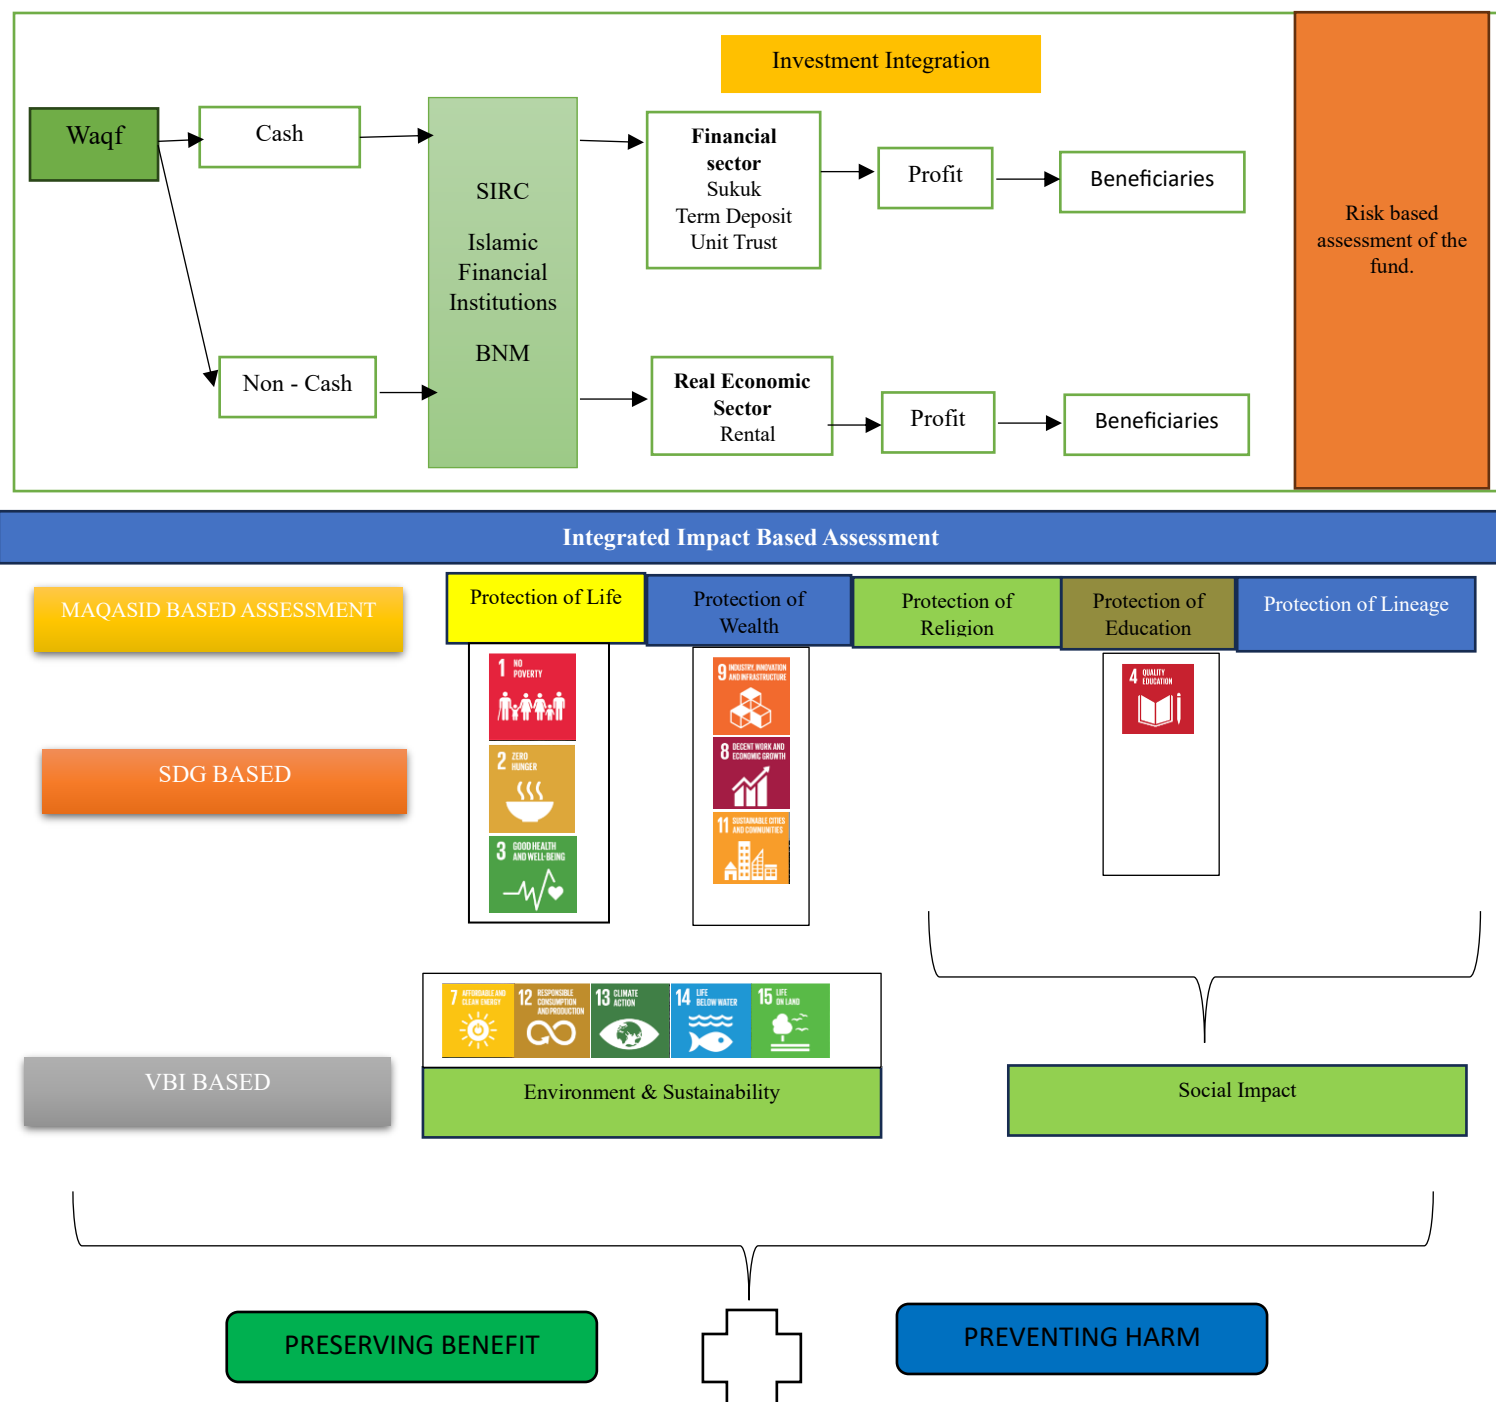 Investment Integration
Waqf
Cash
Non - Cash
SIRC
Islamic
Financial
Institutions
BNM
Financial
sector
Sukuk
Term Deposit
Unit Trust
Profit
Beneficiaries
Real Economic
Sector
Rental
Profit
Beneficiaries
Risk based
assessment of the
fund.
Integrated Impact Based Assessment
MAQASID BASED ASSESSMENT
Protection of Life
Protection of
Wealth
Protection of
Religion
Protection of
Education
Protection of Lineage
SDG BASED
1 NO
POVERTY
2 ZERO
HUNGER
3 GOOD HEALTH
AND WELL-BEING
9 INDUSTRY, INNOVATION
AND INFRASTRUCTURE
8 DECENT WORK AND
ECONOMIC GROWTH
11 SUSTAINABLE CITIES
AND COMMUNITIES
4 QUALITY
EDUCATION
VBI BASED
7 AFFORDABLE AND
CLEAN ENERGY
12 RESPONSIBLE
CONSUMPTION
AND PRODUCTION
13 CLIMATE
ACTION
14 LIFE
BELOW WATER
15 LIFE
ON LAND
Environment & Sustainability
Social Impact
PRESERVING BENEFIT
PREVENTING HARM